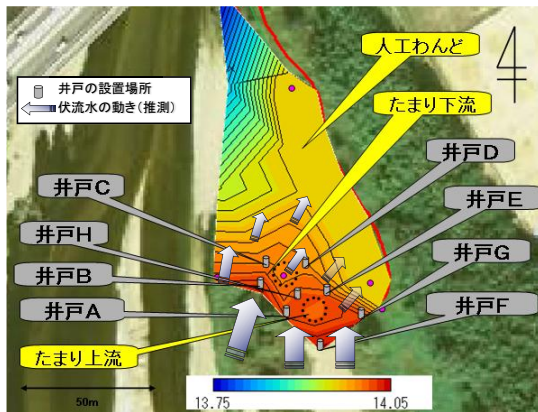 人工わんど
井戸の設置場所
伏流水の動き(推測)
たまり下流
井戸D
井戸C
井戸E
井戸H
井戸G
井戸B
井戸A
井戸F
たまり上流
50m
13.75
14.05